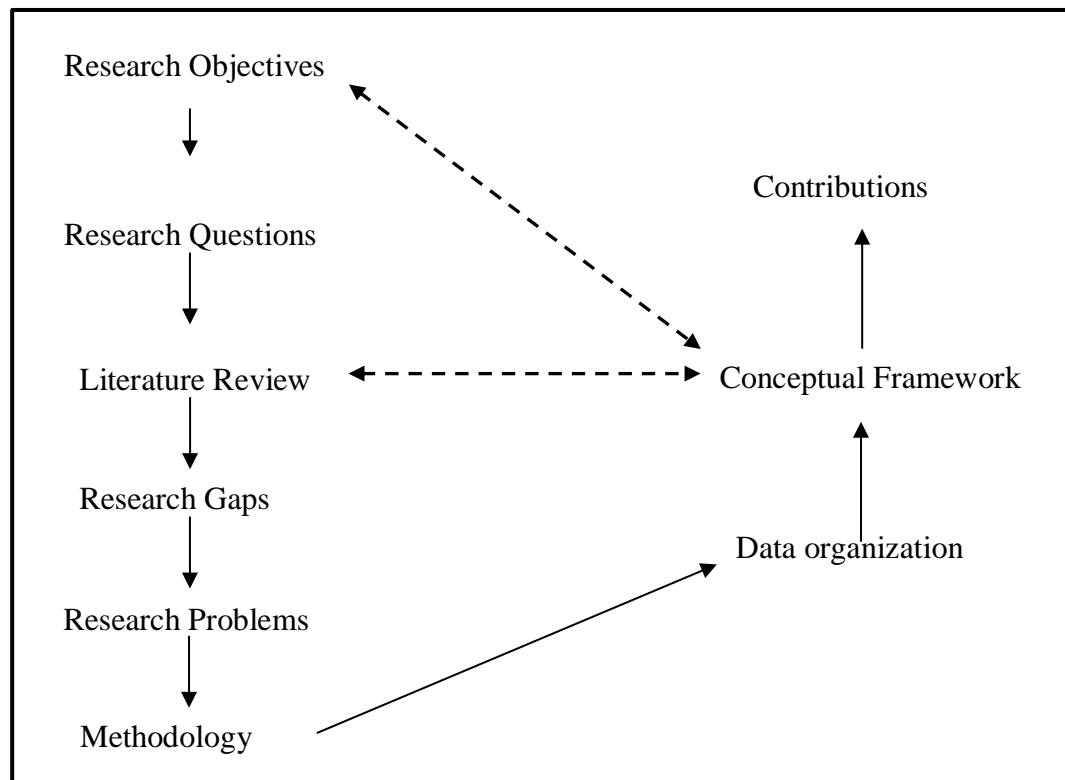 Research Objectives
Research Questions
Literature Review
Research Gaps
Research Problems
Methodology
Contributions
Conceptual Framework
Data organization